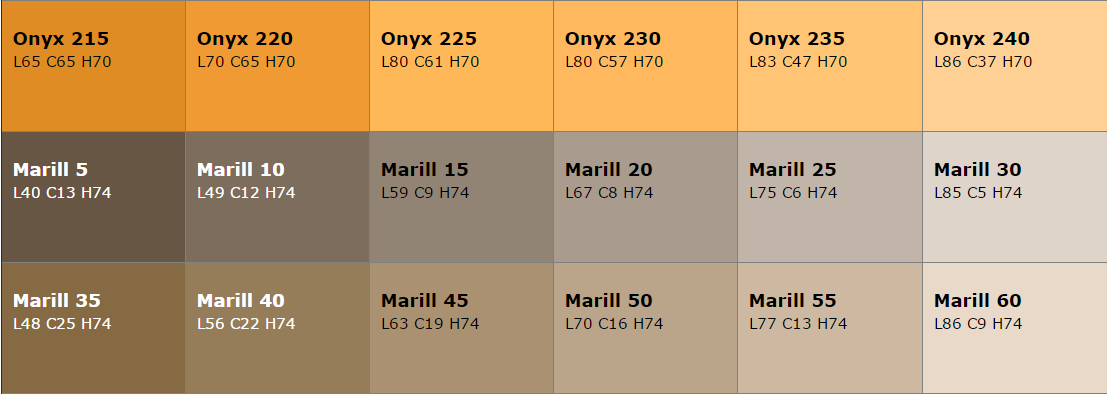 Onyx 215
L65 C65 H70
Onyx 220
L70 C65 H70
Onyx 225
L80 C61 H70
Onyx 230
L80 C57 H70
Onyx 235
L83 C47 H70
Onyx 240
L86 C37 H70
Marill 5
L40 C13 H74
Marill 10
L49 C12 H74
Marill 15
L59 C9 H74
Marill 20
L67 C8 H74
Marill 25
L75 C6 H74
Marill 30
L85 C5 H74
Marill 35
L48 C25 H74
Marill 40
L56 C22 H74
Marill 45
L63 C19 H74
Marill 50
L70 C16 H74
Marill 55
L77 C13 H74
Marill 60
L86 C9 H74